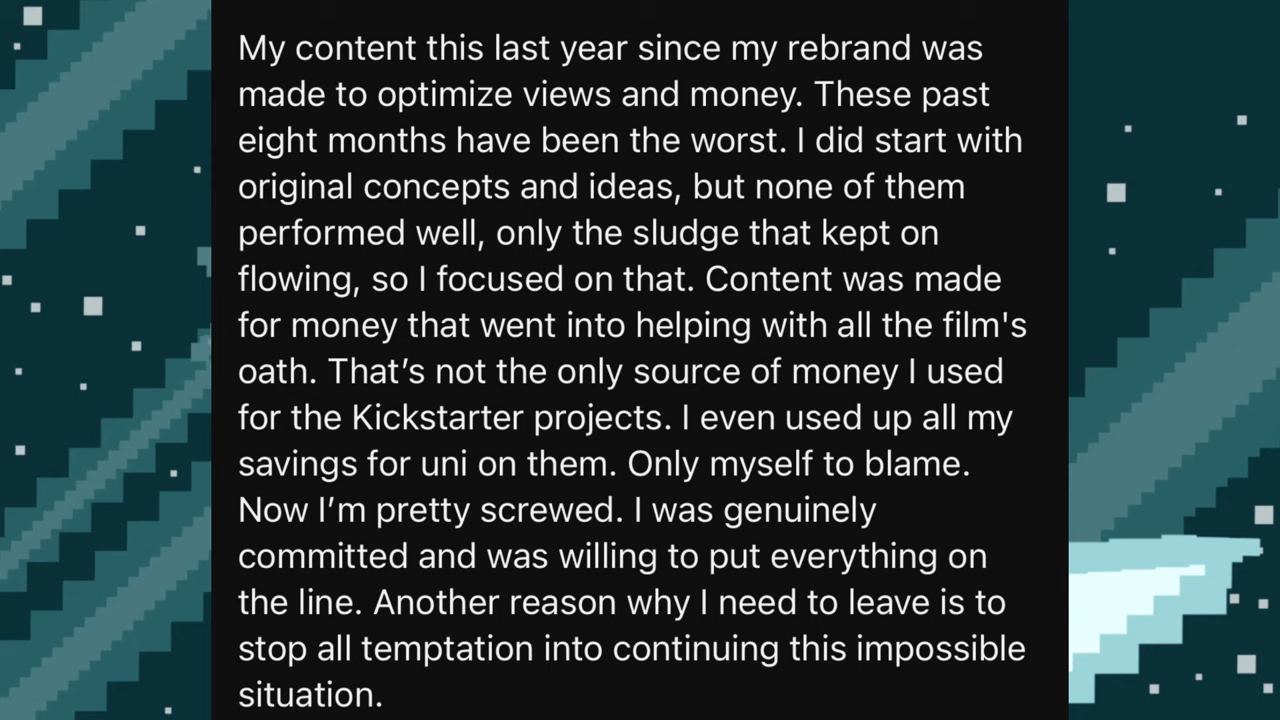 My content this last year since my rebrand was
made to optimize views and money. These past
eight months have been the worst. I did start with
original concepts and ideas, but none of them
performed well, only the sludge that kept on
flowing, so I focused on that. Content was made
for money that went into helping with all the film's
oath. That’s not the only source of money I used
for the Kickstarter projects. I even used up all my
savings for uni on them. Only myself to blame.
Now I’m pretty screwed. I was genuinely
committed and was willing to put everything on
the line. Another reason why I need to leave is to
stop all temptation into continuing this impossible
situation.